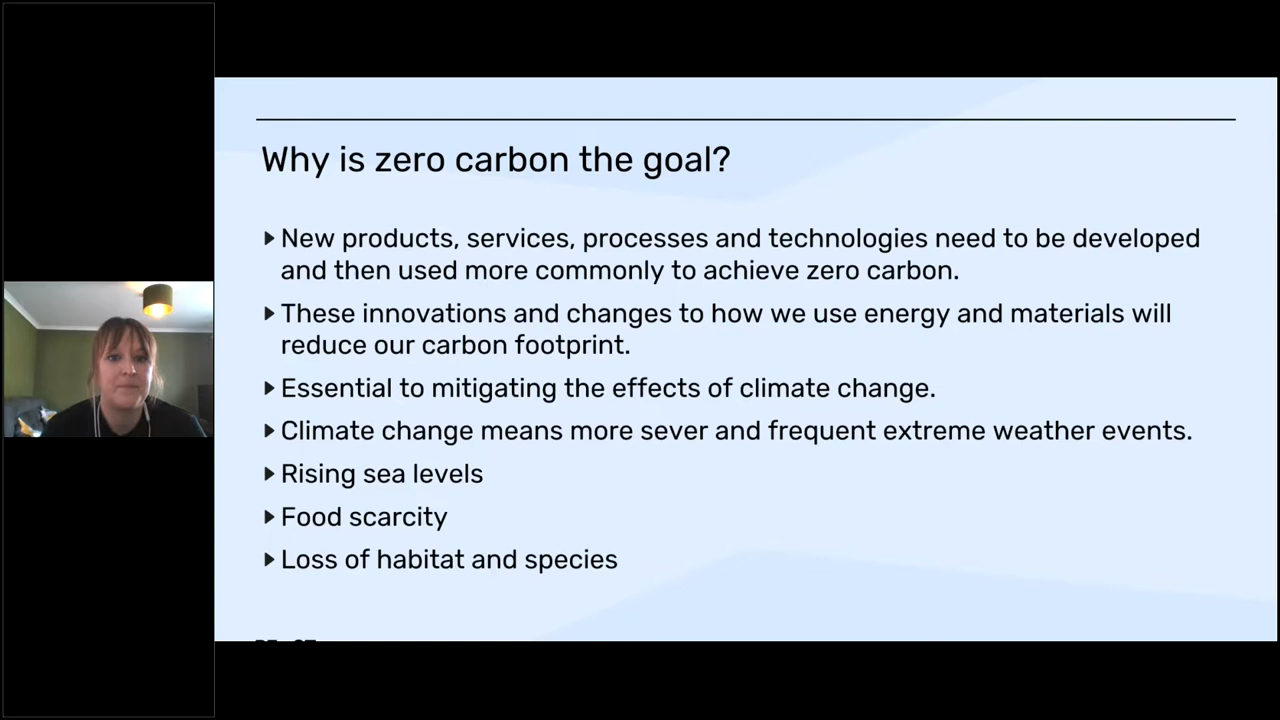 Why is zero carbon the goal?
New products, services, processes and technologies need to be developed
and then used more commonly to achieve zero carbon.
These innovations and changes to how we use energy and materials will
reduce our carbon footprint.
Essential to mitigating the effects of climate change.
Climate change means more sever and frequent extreme weather events.
Rising sea levels
Food scarcity
Loss of habitat and species